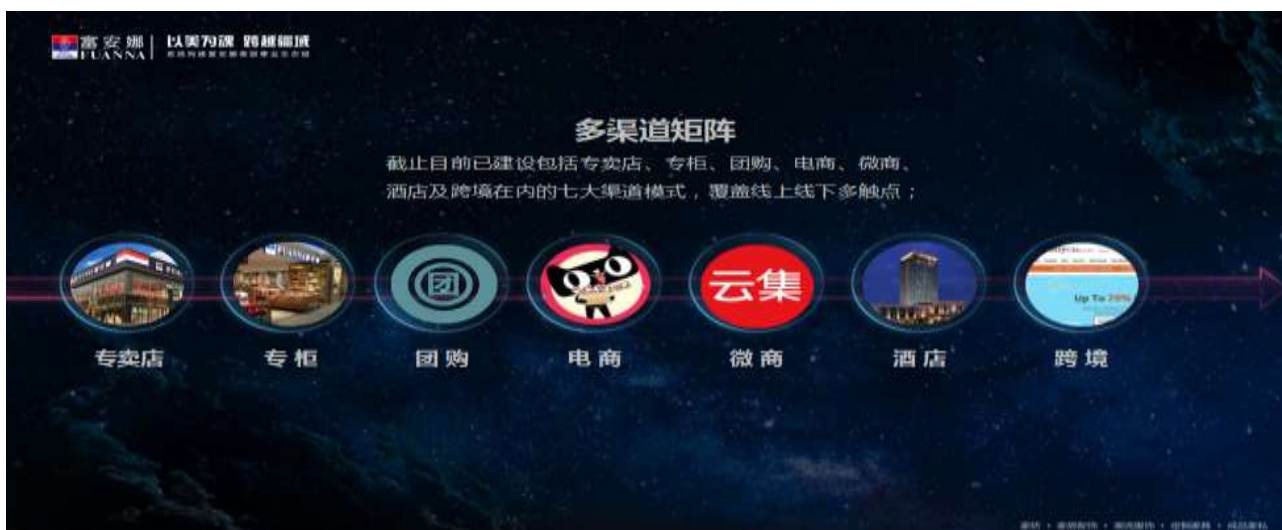 富安娜
FUANNA
以美为魂 跨越疆域
多渠道矩阵
截止目前已建设包括专卖店、专柜、团购、电商、微商、
酒店及跨境在内的七大渠道模式，覆盖线上线下多触点；
团
云集
Up To 70%
专卖店
专柜
团购
电商
微商
酒店
跨境